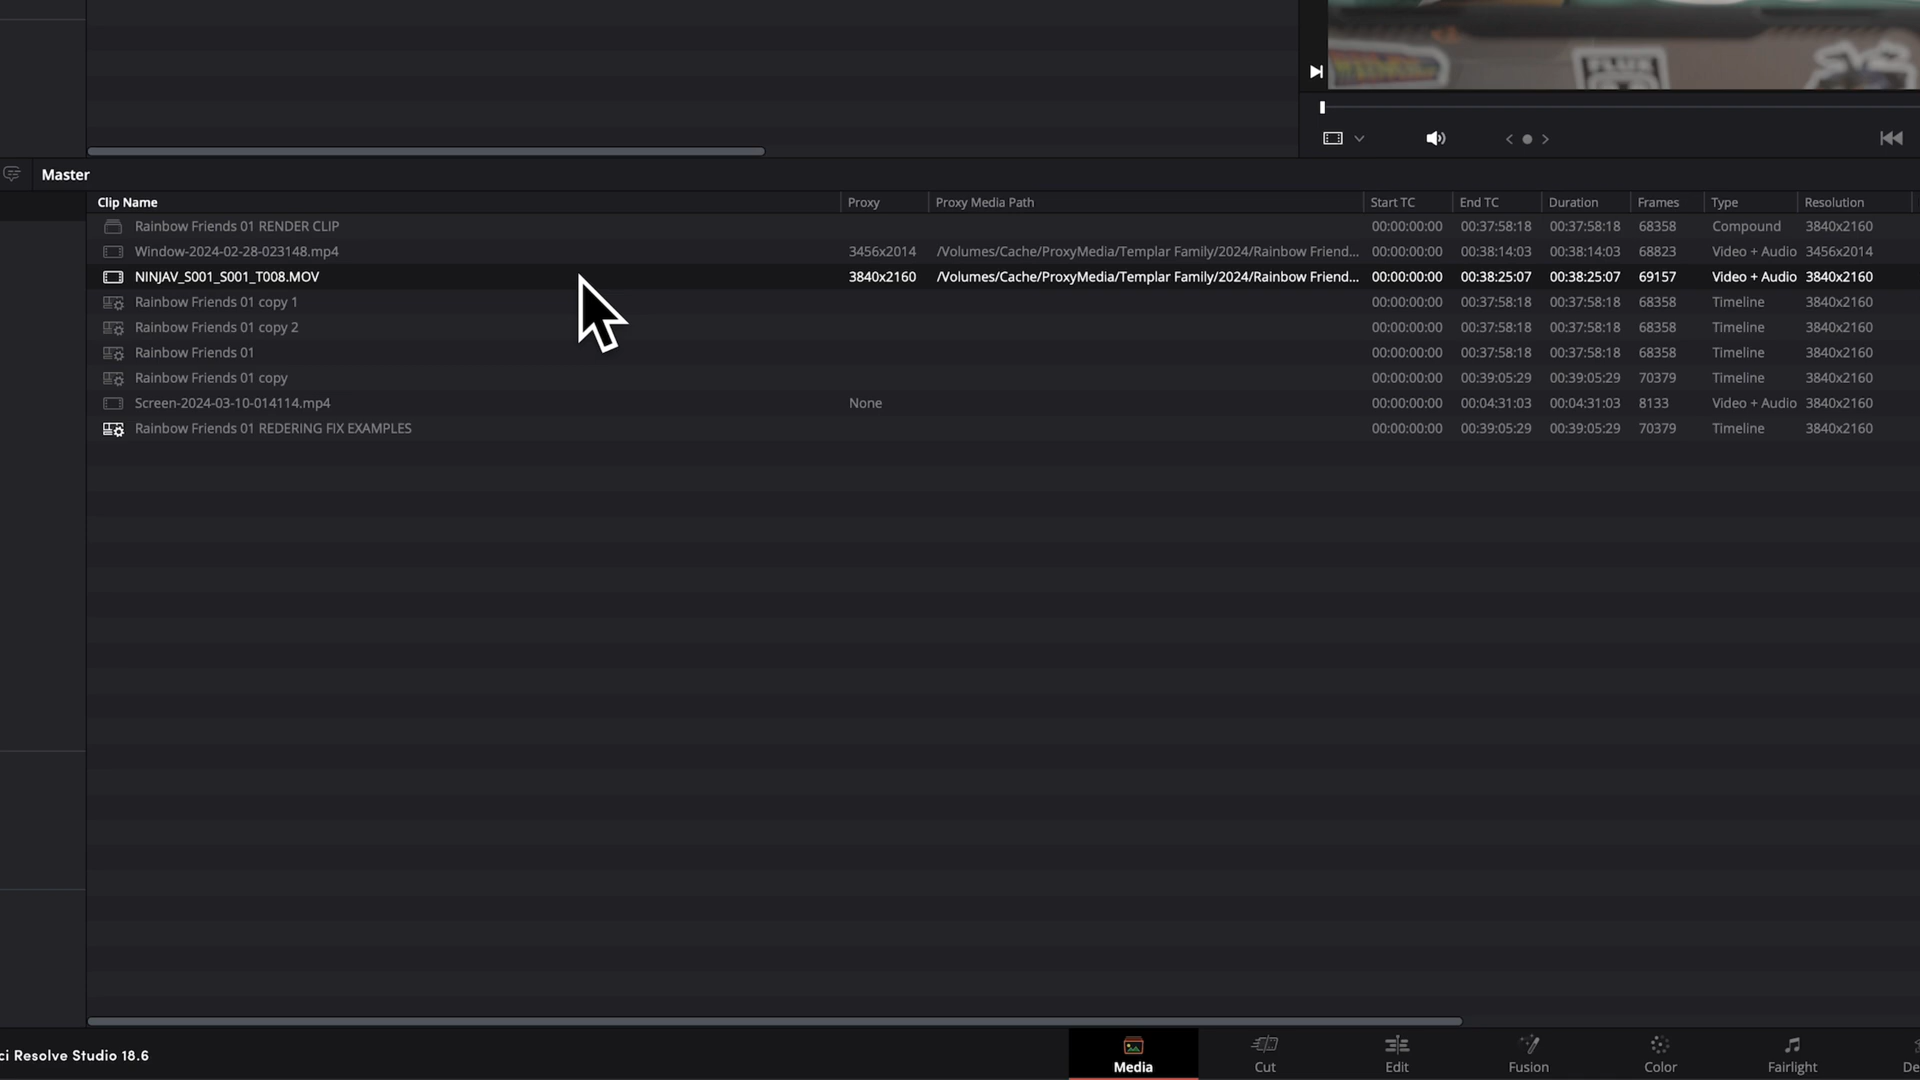 Master
Clip Name Proxy Proxy Media Path Start TC End TC Duration Frames Type Resolution
Rainbow Friends 01 RENDER CLIP 00:00:00:00 00:37:58:18 00:37:58:18 68358 Compound 3840x2160
Window-2024-02-28-023148.mp4 3456x2014 /Volumes/Cache/ProxyMedia/Templar Family/2024/Rainbow Friend... 00:00:00:00 00:38:14:03 00:38:14:03 68823 Video + Audio 3456x2014
NINJAV_S001_S001_T008.MOV 3840x2160 /Volumes/Cache/ProxyMedia/Templar Family/2024/Rainbow Friend... 00:00:00:00 00:38:25:07 00:38:25:07 69157 Video + Audio 3840x2160
Rainbow Friends 01 copy 1 00:00:00:00 00:37:58:18 00:37:58:18 68358 Timeline 3840x2160
Rainbow Friends 01 copy 2 00:00:00:00 00:37:58:18 00:37:58:18 68358 Timeline 3840x2160
Rainbow Friends 01 00:00:00:00 00:37:58:18 00:37:58:18 68358 Timeline 3840x2160
Rainbow Friends 01 copy 00:00:00:00 00:39:05:29 00:39:05:29 70379 Timeline 3840x2160
Screen-2024-03-10-014114.mp4 None 00:00:00:00 00:04:31:03 00:04:31:03 8133 Video + Audio 3840x2160
Rainbow Friends 01 REDERING FIX EXAMPLES 00:00:00:00 00:39:05:29 00:39:05:29 70379 Timeline 3840x2160
ci Resolve Studio 18.6
Media Cut Edit Fusion Color Fairlight De